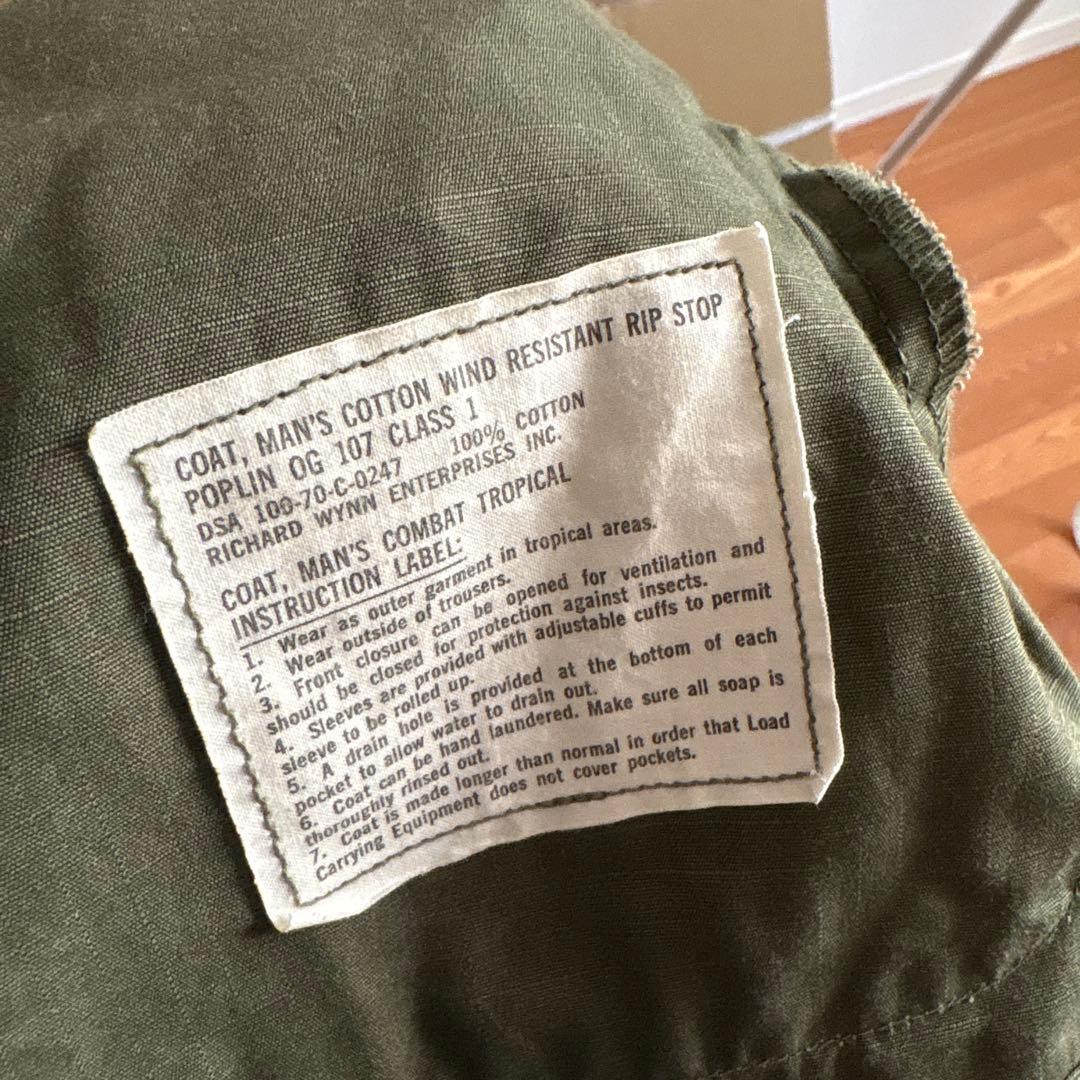 COAT, MAN'S COTTON WIND RESISTANT RIP STOP
POPLIN OG 107 CLASS 1
DSA 100-70-C-0247 100% COTTON
RICHARD WYNN ENTERPRISES INC.
COAT, MAN'S COMBAT TROPICAL
INSTRUCTION LABEL:
1. Wear as outer garment in tropical areas.
2. Wear outside of trousers.
3. Front closure can be opened for ventilation and
should be closed for protection against insects.
4. Sleeves are provided with adjustable cuffs to permit
sleeve to be rolled up.
5. A drain hole is provided at the bottom of each
pocket to allow water to drain out.
6. Coat can be hand laundered. Make sure all soap is
thoroughly rinsed out.
7. Coat is made longer than normal in order that Load
Carrying Equipment does not cover pockets.